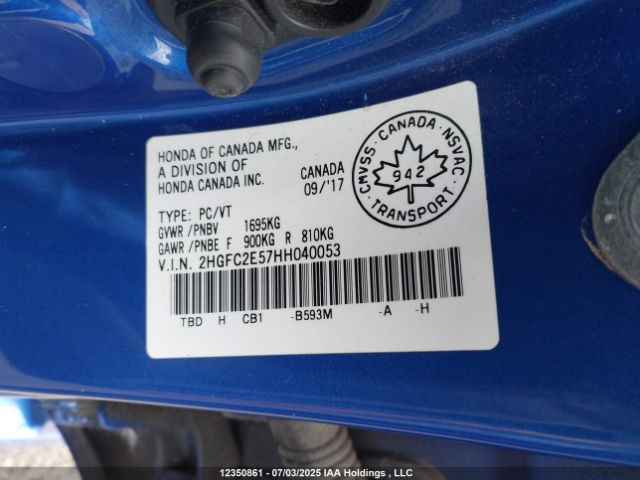 HONDA OF CANADA MFG.,
A DIVISION OF
HONDA CANADA INC.
CANADA
09/'17
TYPE: PC/VT
GVWR /PNBV 1695KG
GAWR /PNBE F 900KG R 810KG
V.I.N. 2HGFC2E57HH040053
TBD H CB1 -B593M -A -H
CMVSS · CANADA · NSVAC
942
TRANSPORT
12350861 - 07/03/2025 IAA Holdings , LLC